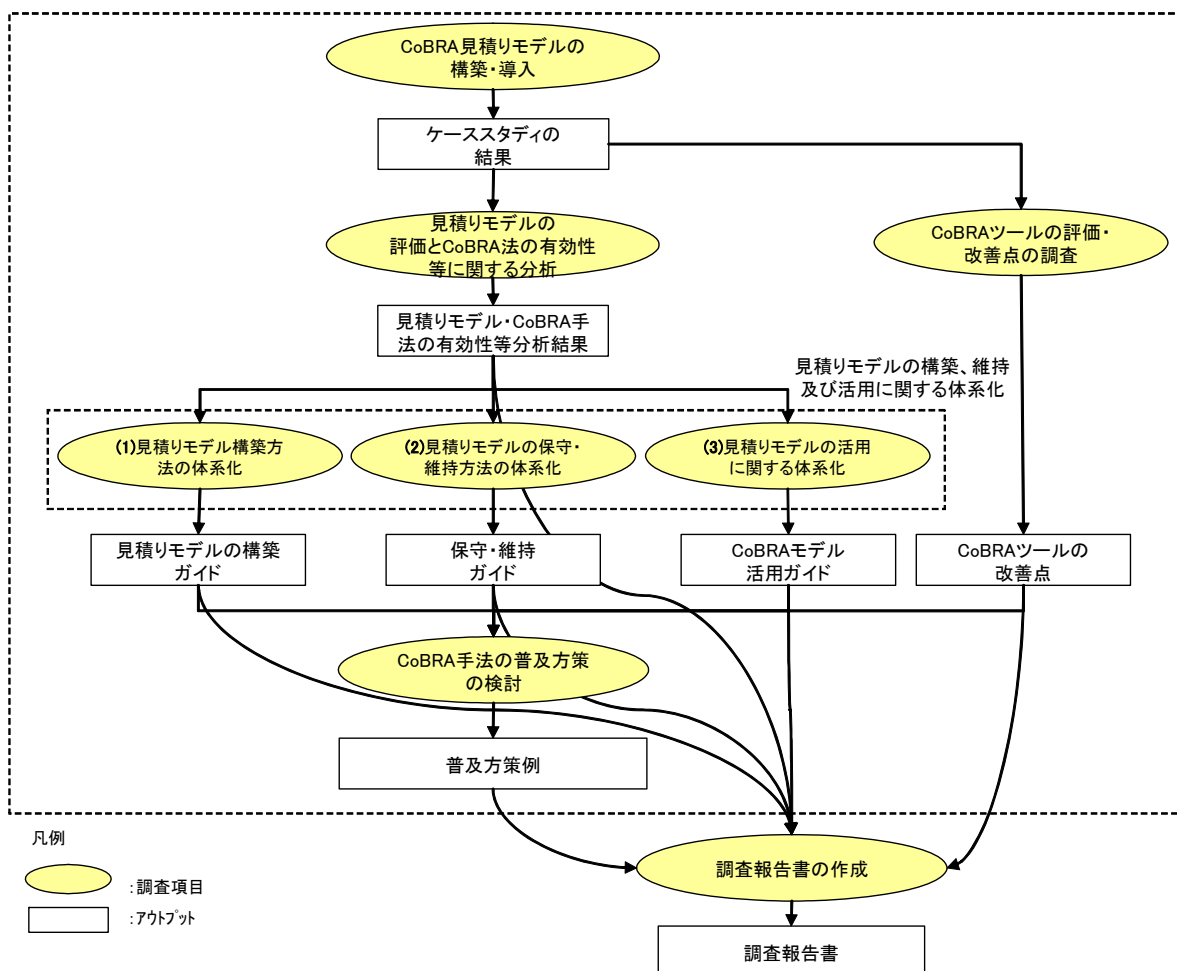 CoBRA見積りモデルの
構築・導入
ケーススタディの
結果
見積りモデルの
評価とCoBRA法の有効性
等に関する分析
CoBRAツールの評価・
改善点の調査
見積りモデル・CoBRA手
法の有効性等分析結果
見積りモデルの構築、維持
及び活用に関する体系化
(1)見積りモデル構築方
法の体系化
(2)見積りモデルの保守・
維持方法の体系化
(3)見積りモデルの活用
に関する体系化
見積りモデルの構築
ガイド
保守・維持
ガイド
CoBRAモデル
活用ガイド
CoBRAツールの
改善点
CoBRA手法の普及方策
の検討
普及方策例
凡例
:調査項目
:アウトプット
調査報告書の作成
調査報告書